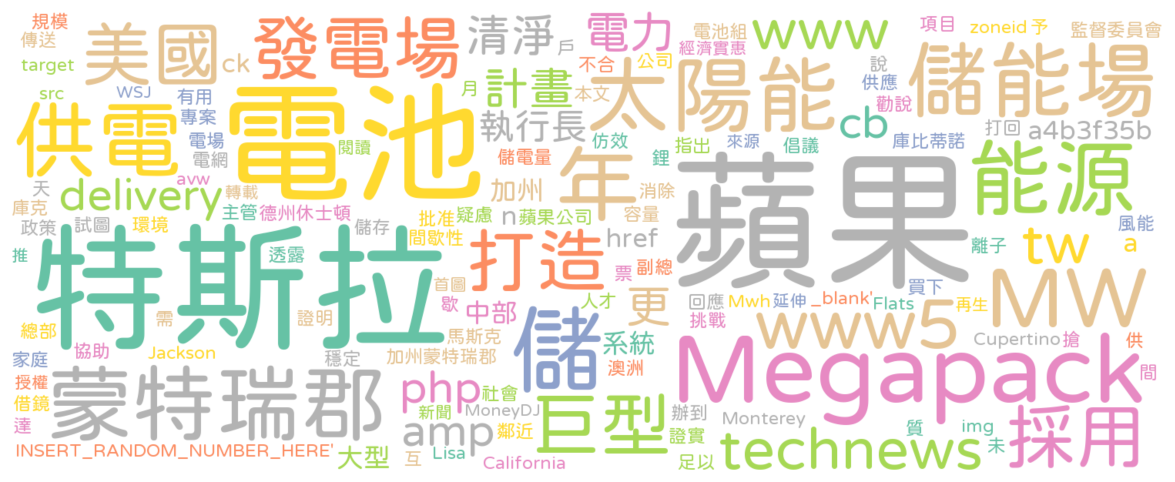 規模
傳送
target
src
WSJ
美國
ck
有用
專案
供電
電場
電網
發電場
電池
清淨
戶
電力
不合
公司
月
計畫
本文
執行長
仿效
儲電量
閱讀
經濟實惠
電池組
www
太陽能
年
鋰
指出
來源
倡議
cb
說
供應
勸說
項目
zoneid
予
監督委員會
儲能場
庫比蒂諾
打回
a4b3f35b
能源
風能
天
庫克
政策
delivery
avw
轉載
試圖
環境
主管
德州休士頓
儲存
加州
批准
疑慮
間歇性
n
蘋果公司
消除
容量
href
蘋果
離子
tw
a
推
特斯拉
透露
打造
票
副總
首圖
歇
中部
人才
更
回應
Mwh
延伸
_blank'
買下
Flats
再生
挑戰
MW
總部
需
證明
馬斯克
儲
系統
www5
Cupertino
搶
供
家庭
協助
Jackson
穩定
加州蒙特瑞郡
澳洲
Megapack
間
授權
借鏡
達
蒙特瑞郡
php
社會
新聞
MoneyDJ
巨型
辦到
Monterey
採用
證實
足以
technews
質
img
未
INSERT_RANDOM_NUMBER_HERE'
大型
互
amp
Lisa
鄰近
California